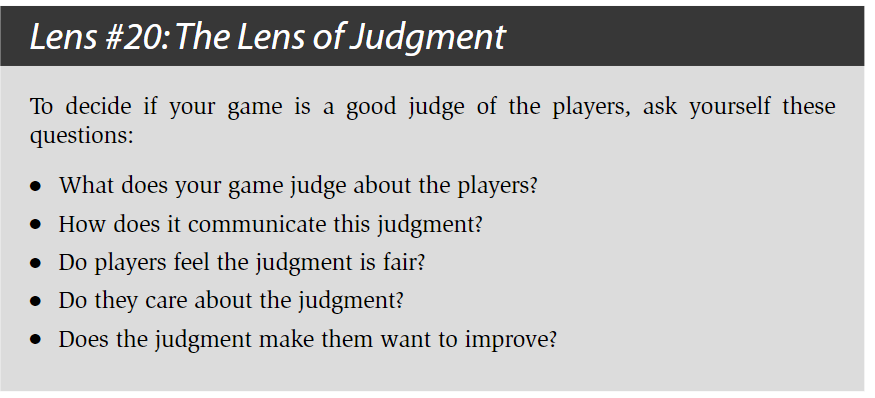 Lens #20: The Lens of Judgment
To decide if your game is a good judge of the players, ask yourself these
questions:
● What does your game judge about the players?
● How does it communicate this judgment?
● Do players feel the judgment is fair?
● Do they care about the judgment?
● Does the judgment make them want to improve?